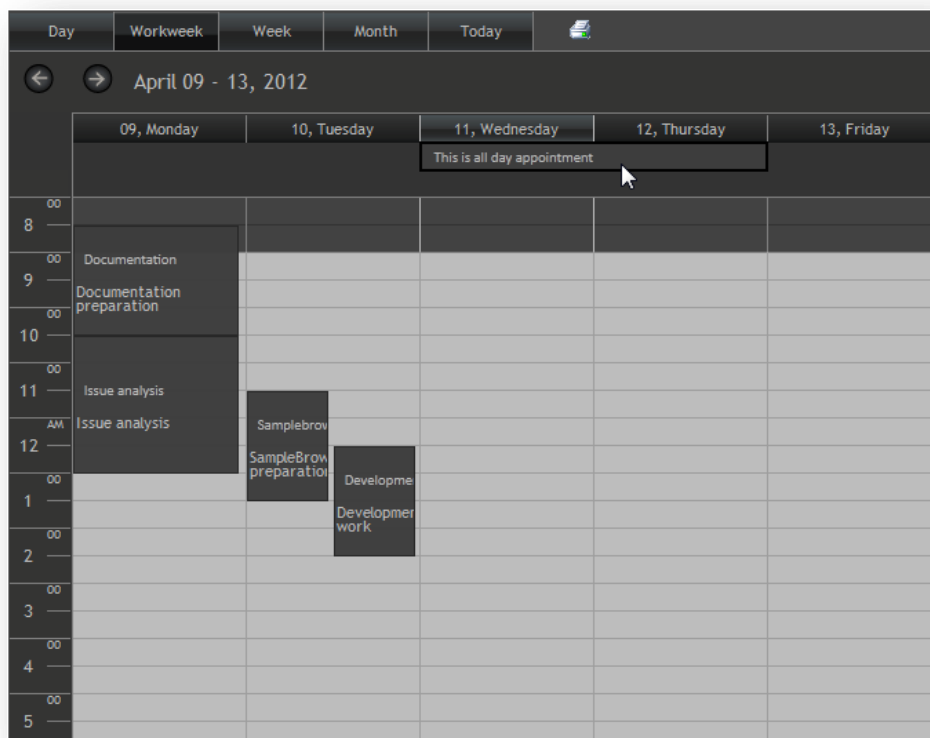 Day Workweek Week Month Today
April 09 - 13, 2012
09, Monday 10, Tuesday 11, Wednesday 12, Thursday 13, Friday
This is all day appointment
8 00
9 00
Documentation
Documentation
preparation
10 00
11 00
Issue analysis
Issue analysis
12 AM
Samplebrow
SampleBrow
preparation
1 00
Developme
Developmer
work
2 00
3 00
4 00
5 00